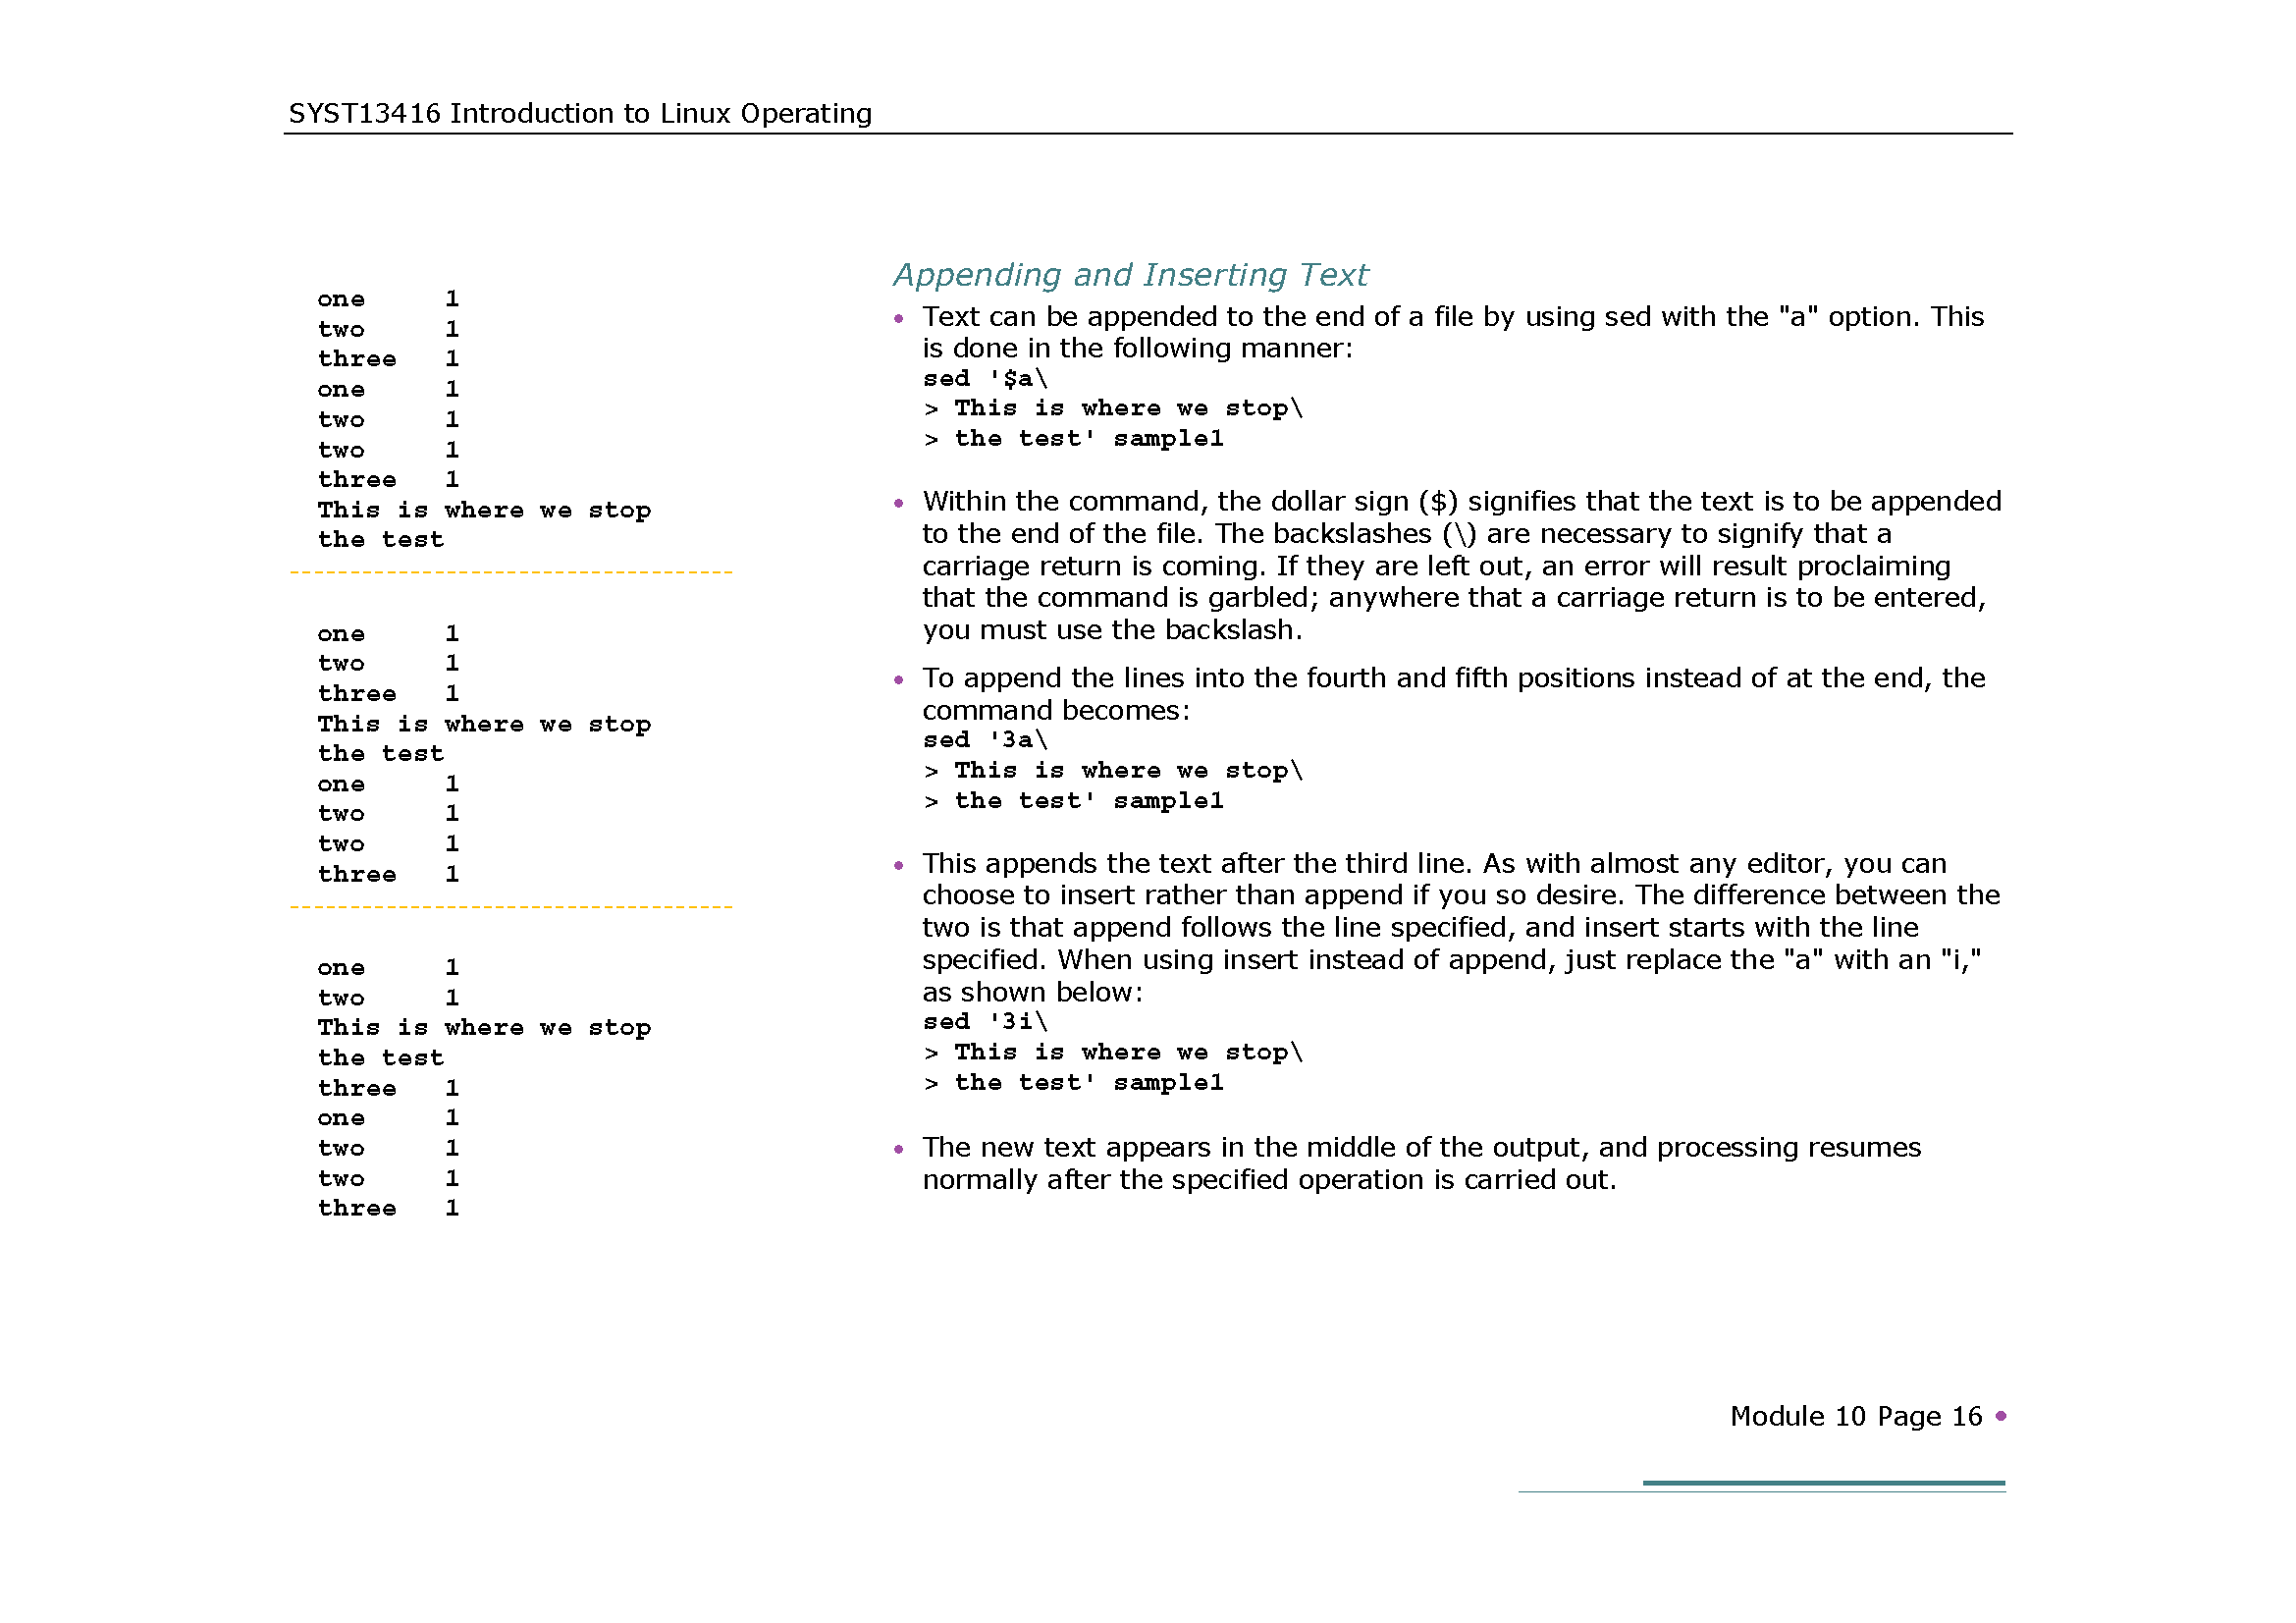 SYST13416 Introduction to Linux Operating
one 1
two 1
three 1
one 1
two 1
two 1
three 1
This is where we stop
the test
one 1
two 1
three 1
This is where we stop
the test
one 1
two 1
two 1
three 1
one 1
two 1
This is where we stop
the test
three 1
one 1
two 1
two 1
three 1
Appending and Inserting Text
• Text can be appended to the end of a file by using sed with the "a" option. This
is done in the following manner:
sed '$a\
> This is where we stop\
> the test' sample1
• Within the command, the dollar sign ($) signifies that the text is to be appended
to the end of the file. The backslashes (\) are necessary to signify that a
carriage return is coming. If they are left out, an error will result proclaiming
that the command is garbled; anywhere that a carriage return is to be entered,
you must use the backslash.
• To append the lines into the fourth and fifth positions instead of at the end, the
command becomes:
sed '3a\
> This is where we stop\
> the test' sample1
• This appends the text after the third line. As with almost any editor, you can
choose to insert rather than append if you so desire. The difference between the
two is that append follows the line specified, and insert starts with the line
specified. When using insert instead of append, just replace the "a" with an "i,"
as shown below:
sed '3i\
> This is where we stop\
> the test' sample1
• The new text appears in the middle of the output, and processing resumes
normally after the specified operation is carried out.
Module 10 Page 16 •